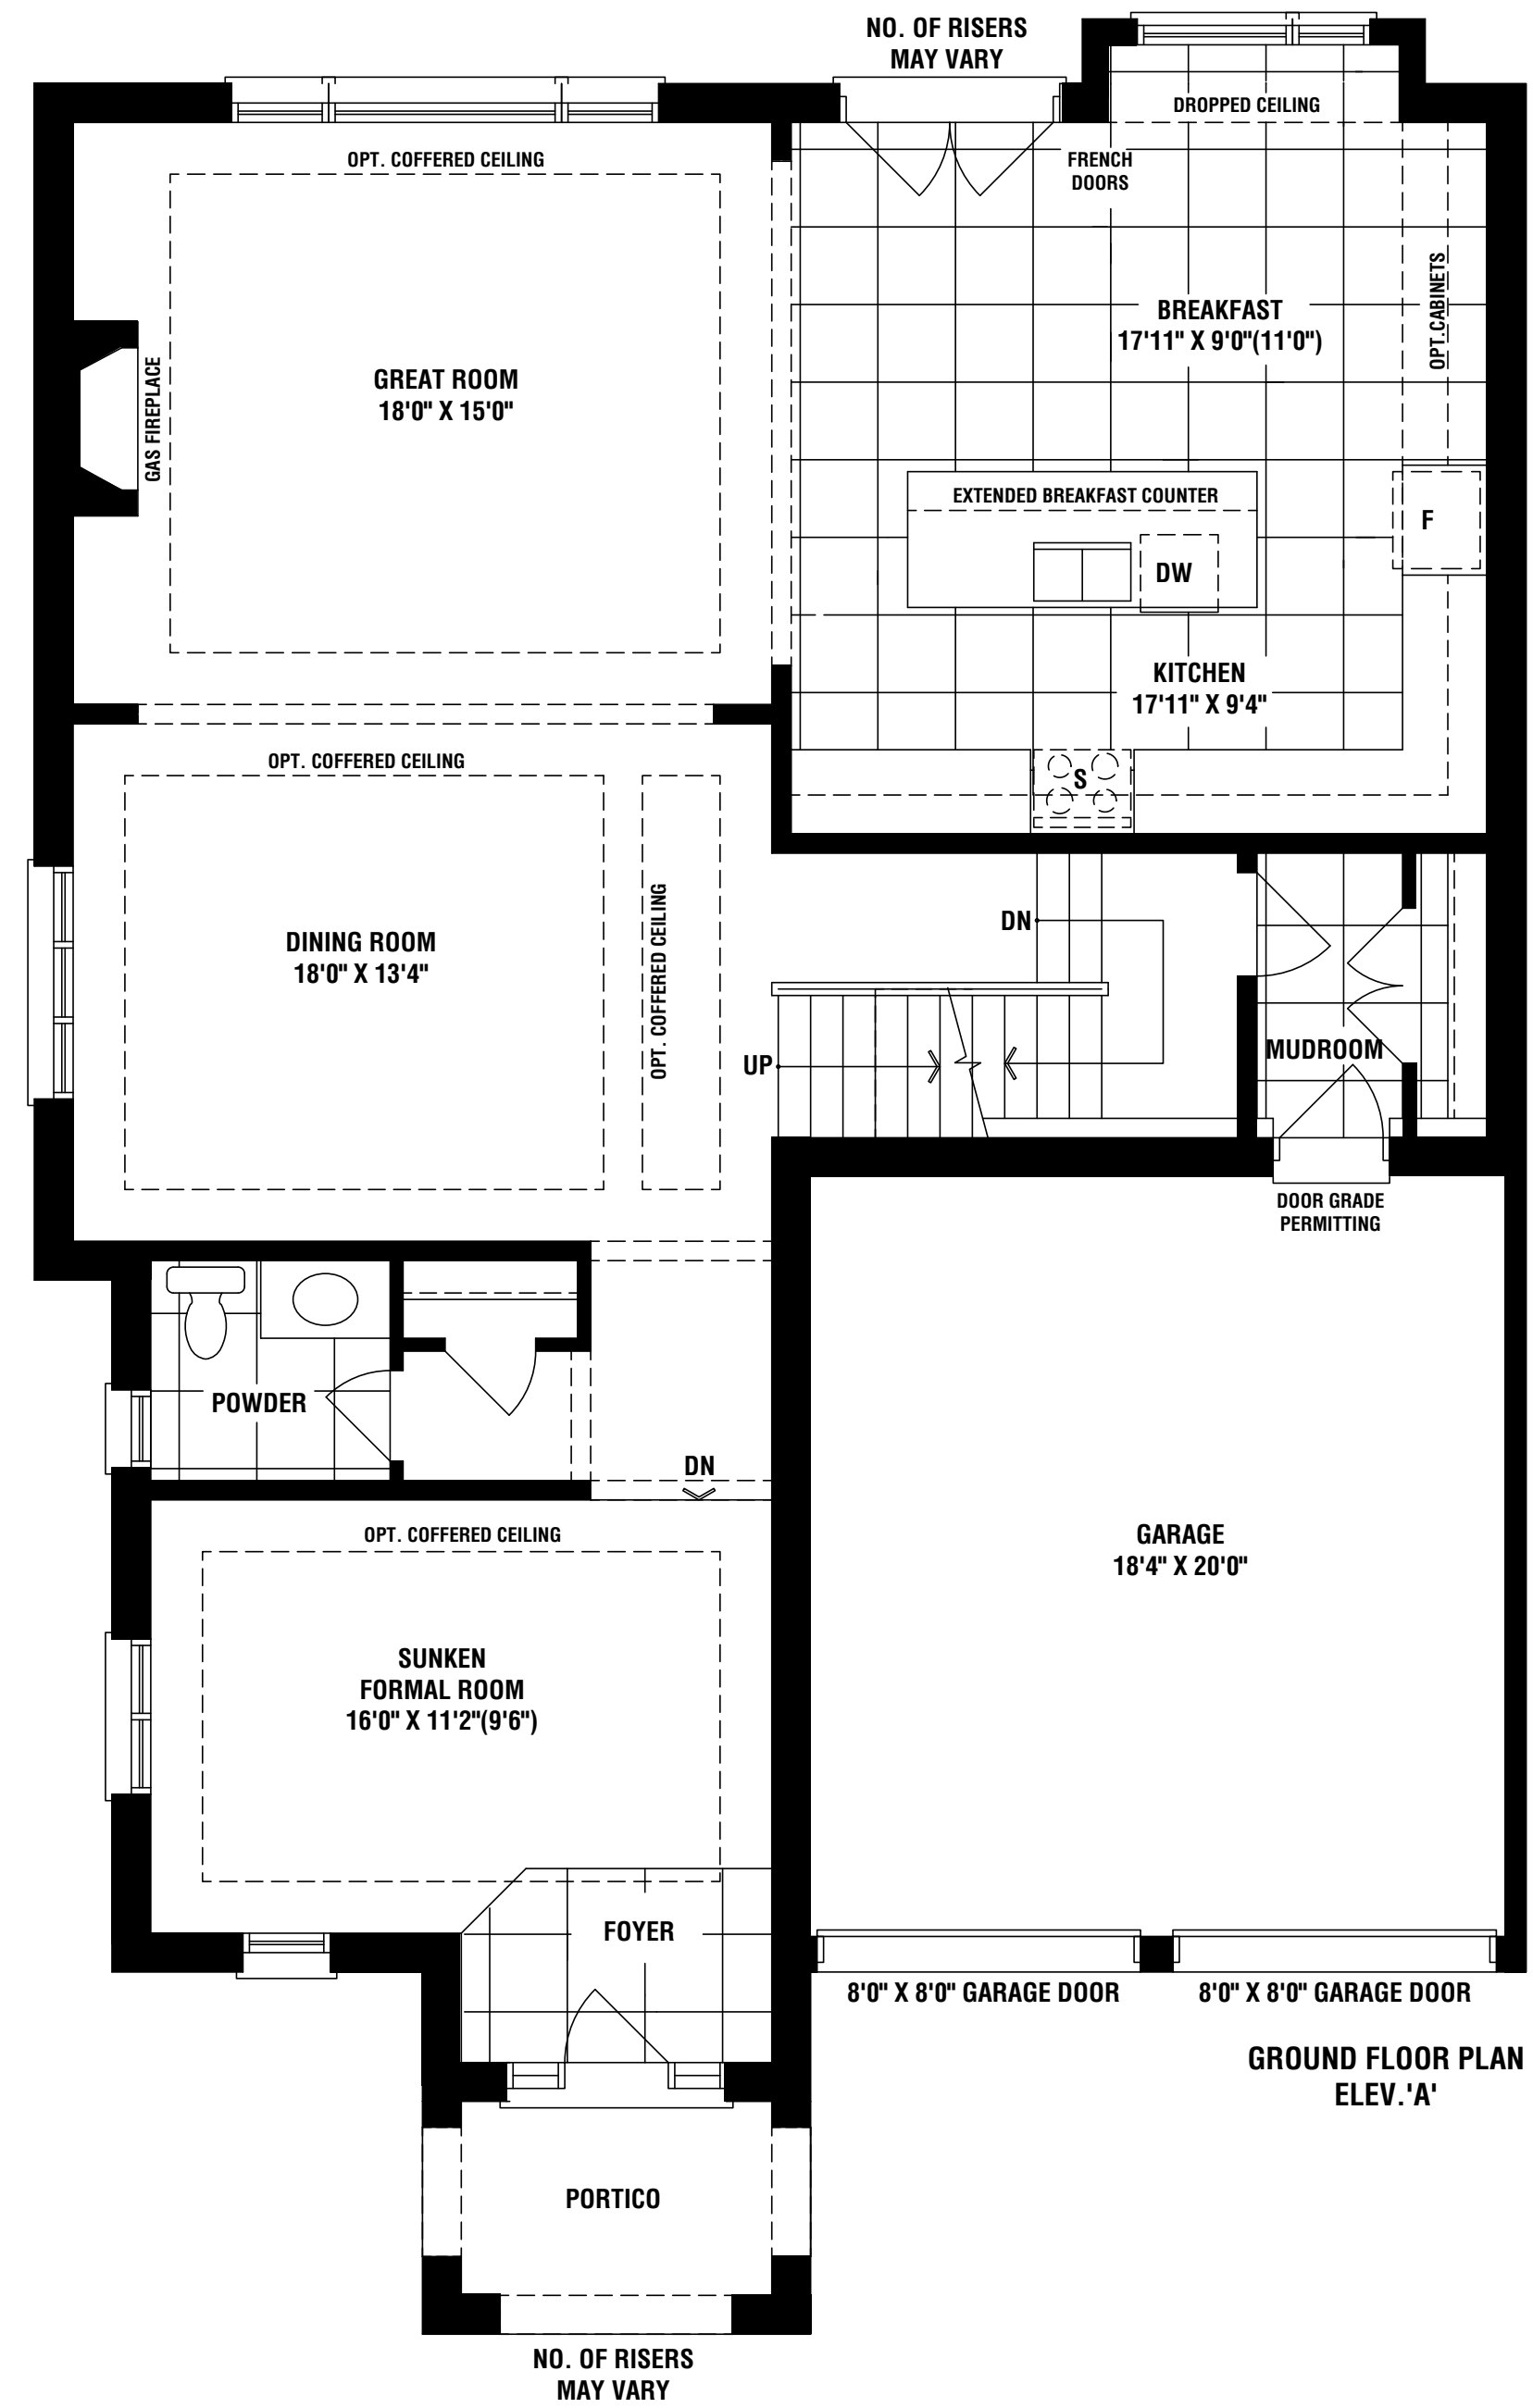 NO. OF RISERS
MAY VARY
DROPPED CEILING
OPT. COFFERED CEILING
FRENCH
DOORS
OPT.CABINETS
BREAKFAST
17'11" X 9'0"(11'0")
GAS FIREPLACE
GREAT ROOM
18'0" X 15'0"
EXTENDED BREAKFAST COUNTER
F
DW
KITCHEN
17'11" X 9'4"
S
OPT. COFFERED CEILING
OPT. COFFERED CEILING
DINING ROOM
18'0" X 13'4"
DN
UP
MUDROOM
DOOR GRADE
PERMITTING
POWDER
DN
OPT. COFFERED CEILING
GARAGE
18'4" X 20'0"
SUNKEN
FORMAL ROOM
16'0" X 11'2"(9'6")
FOYER
8'0" X 8'0" GARAGE DOOR
8'0" X 8'0" GARAGE DOOR
GROUND FLOOR PLAN
ELEV.'A'
PORTICO
NO. OF RISERS
MAY VARY